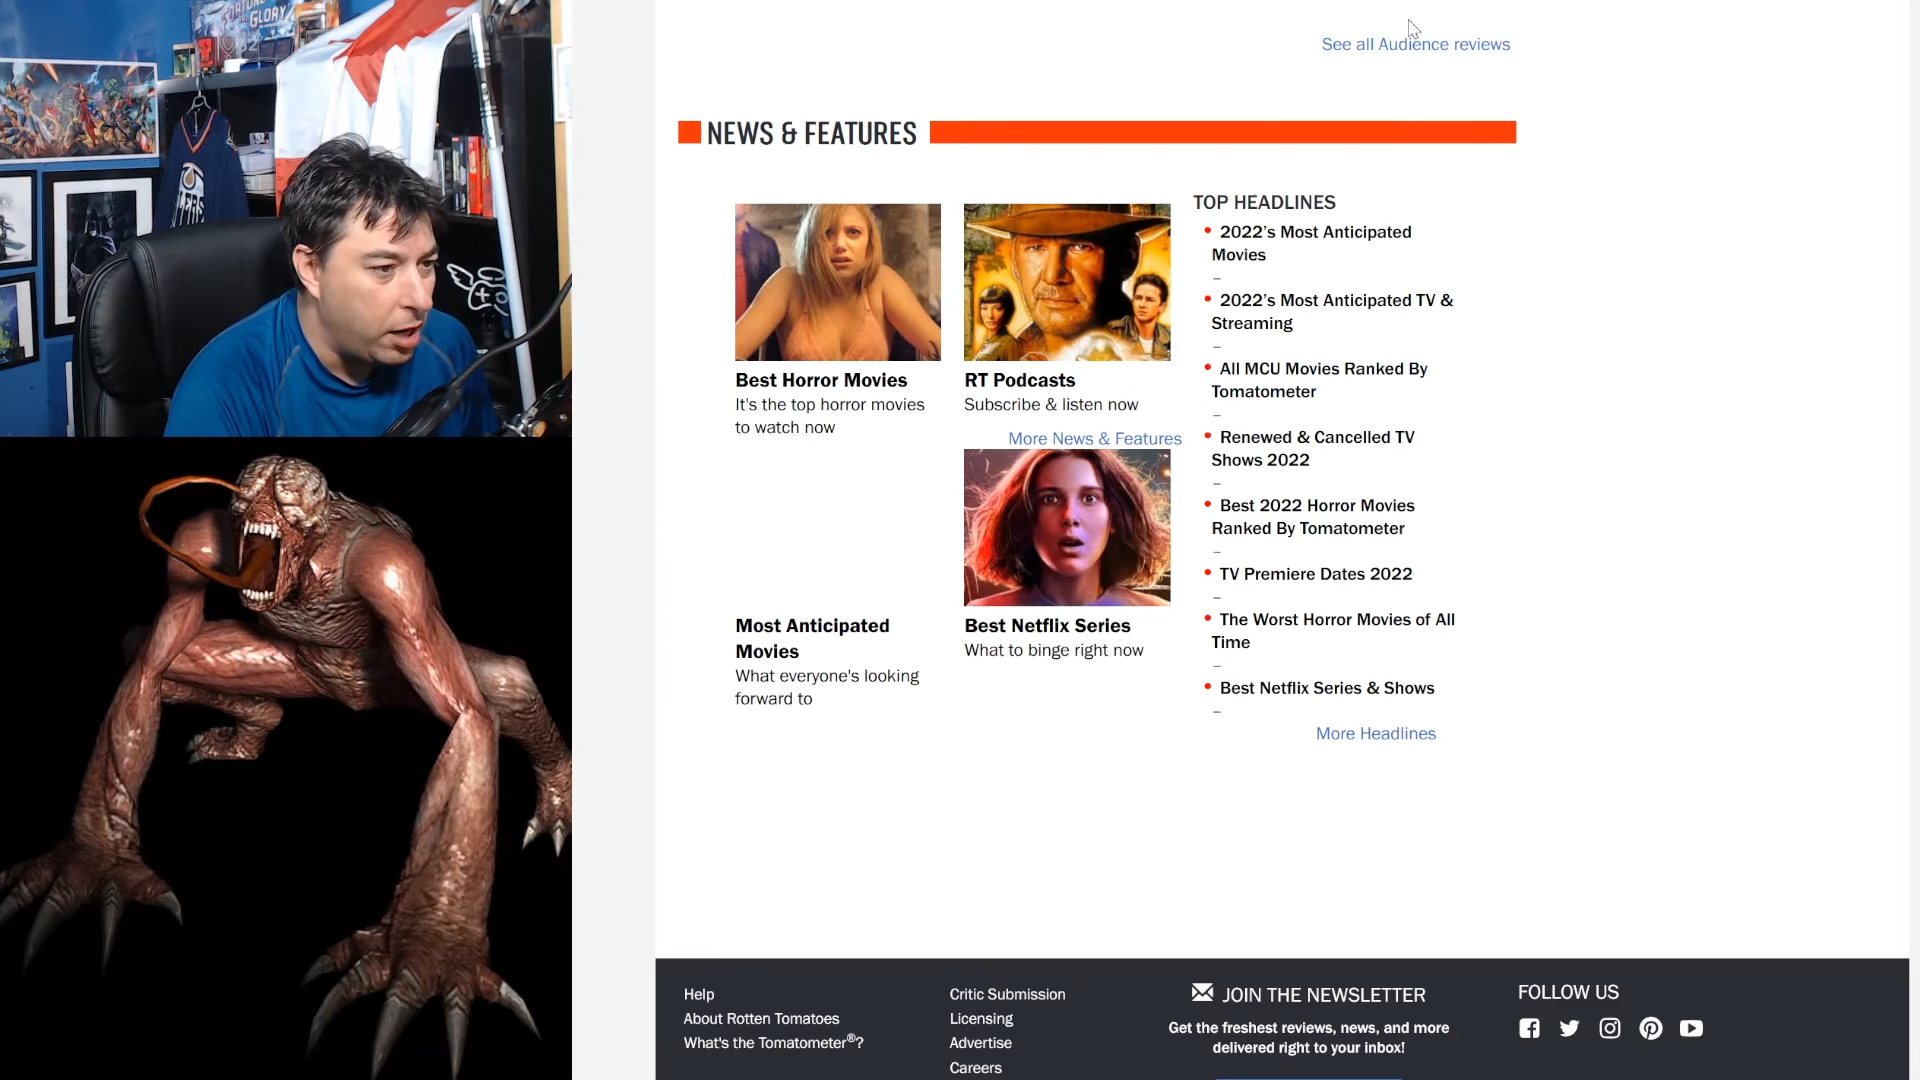 FORTUNE
GLORY
LERS
See all Audience reviews
NEWS & FEATURES
Best Horror Movies
It's the top horror movies
to watch now
RT Podcasts
Subscribe & listen now
More News & Features
Most Anticipated
Movies
What everyone's looking
forward to
Best Netflix Series
What to binge right now
TOP HEADLINES
• 2022's Most Anticipated
Movies
–
• 2022's Most Anticipated TV &
Streaming
–
• All MCU Movies Ranked By
Tomatometer
–
• Renewed & Cancelled TV
Shows 2022
–
• Best 2022 Horror Movies
Ranked By Tomatometer
–
• TV Premiere Dates 2022
–
• The Worst Horror Movies of All
Time
–
• Best Netflix Series & Shows
–
More Headlines
Help
About Rotten Tomatoes
What's the Tomatometer®?
Critic Submission
Licensing
Advertise
Careers
JOIN THE NEWSLETTER
Get the freshest reviews, news, and more
delivered right to your inbox!
FOLLOW US